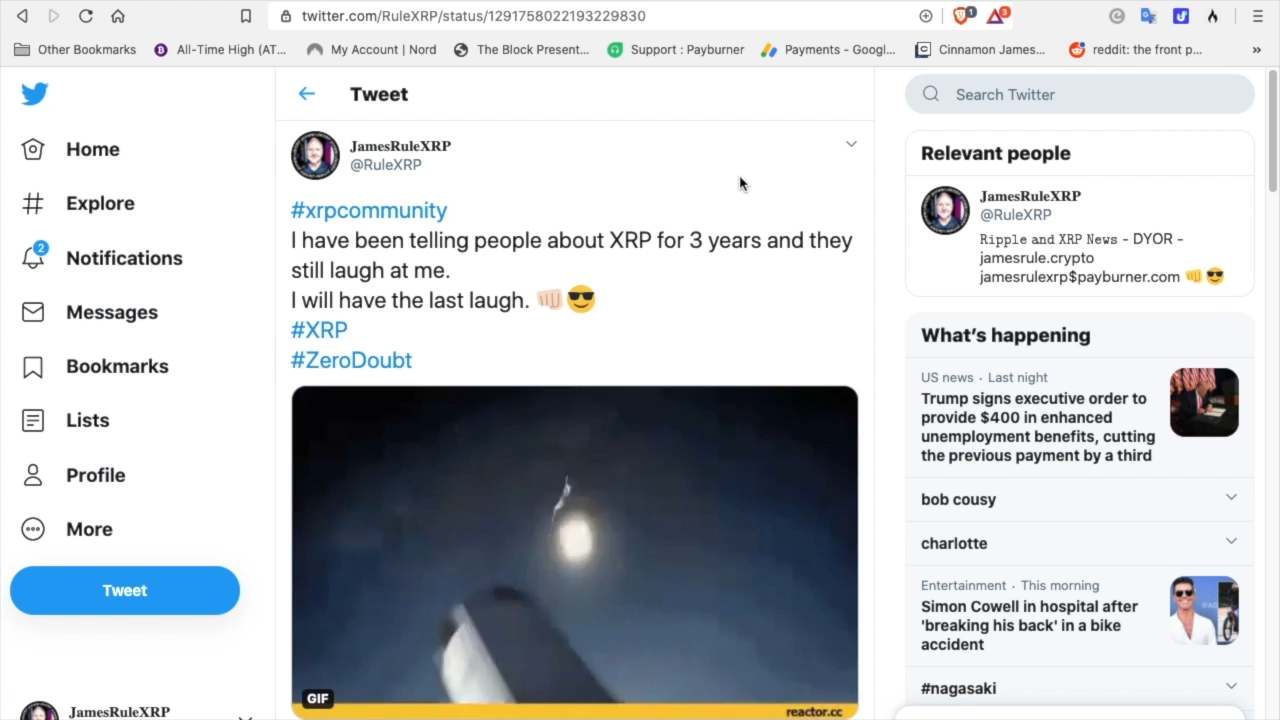 twitter.com/RuleXRP/status/1291758022193229830
1
3
Other Bookmarks
All-Time High (AT...
My Account | Nord
The Block Present...
Support : Payburner
Payments - Googl...
Cinnamon James...
reddit: the front p...
»
Home
Explore
2
Notifications
Messages
Bookmarks
Lists
Profile
More
Tweet
JamesRuleXRP
Tweet
JamesRuleXRP
@RuleXRP
#xrpcommunity
I have been telling people about XRP for 3 years and they
still laugh at me.
I will have the last laugh. 👊🏻😎
#XRP
#ZeroDoubt
GIF
reactor.cc
Search Twitter
Relevant people
JamesRuleXRP
@RuleXRP
Ripple and XRP News - DYOR -
jamesrule.crypto
jamesrulexrp$payburner.com 👊😎
What's happening
US news · Last night
Trump signs executive order to
provide $400 in enhanced
unemployment benefits, cutting
the previous payment by a third
bob cousy
charlotte
Entertainment · This morning
Simon Cowell in hospital after
'breaking his back' in a bike
accident
#nagasaki